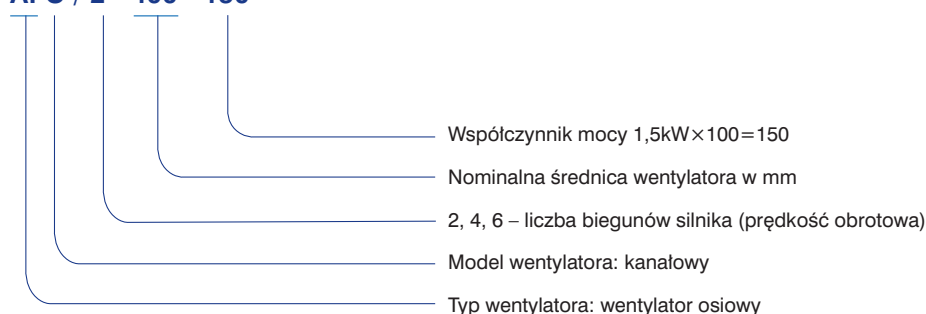 Współczynnik mocy 1,5kW×100=150
Nominalna średnica wentylatora w mm
2, 4, 6 – liczba biegunów silnika (prędkość obrotowa)
Model wentylatora: kanałowy
Typ wentylatora: wentylator osiowy